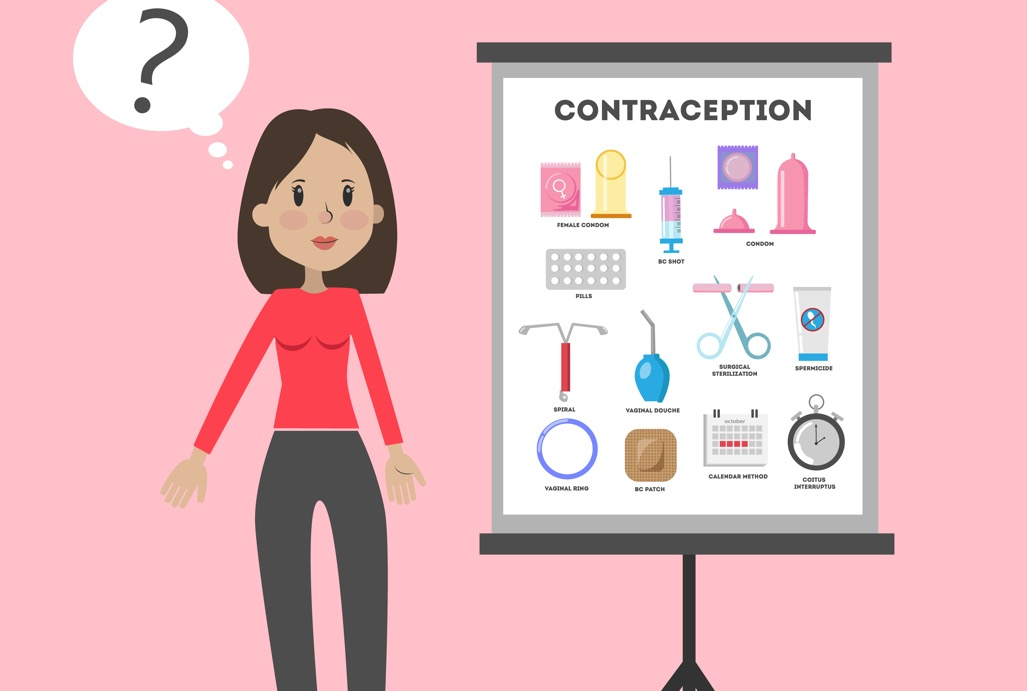 ?
CONTRACEPTION
FEMALE CONDOM
BC SHOT
CONDOM
PILLS
SURGICAL
STERILIZATION
SPERMICIDE
SPIRAL
VAGINAL DOUCHE
october
VAGINAL RING
BC PATCH
CALENDAR METHOD
COITUS
INTERRUPTUS